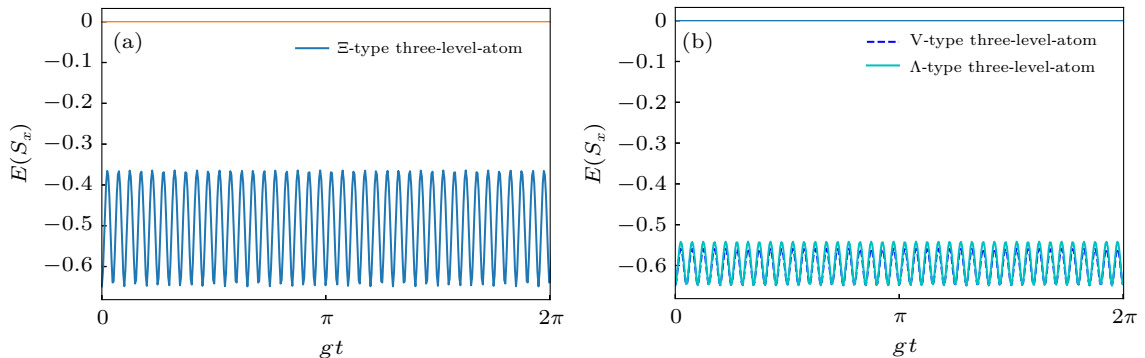 (a)
Ξ-type three-level-atom
E(Sₓ)
0
−0.1
−0.2
−0.3
−0.4
−0.5
−0.6
0
π
2π
gt
(b)
V-type three-level-atom
Λ-type three-level-atom
E(Sₓ)
0
−0.1
−0.2
−0.3
−0.4
−0.5
−0.6
0
π
2π
gt